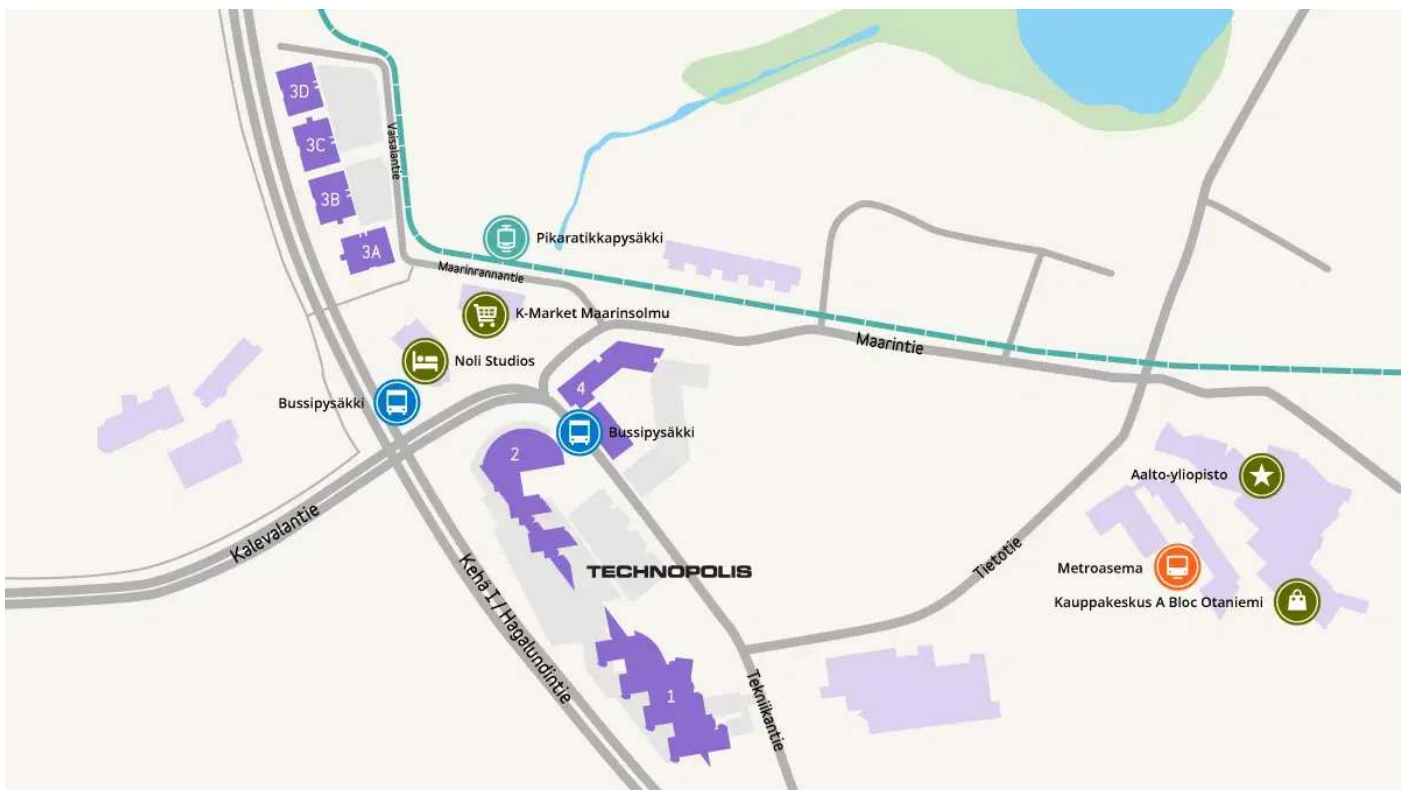 3D
3C
Vaisalantie
3B
3A
Pikaratikkapysäkki
Maarinrannantie
K-Market Maarinsolmu
Maarintie
Noli Studios
4
Bussipysäkki
Bussipysäkki
2
Aalto-yliopisto
Kalevalantie
Tietotie
Metroasema
TECHNOPOLIS
Kauppakeskus A Bloc Otaniemi
Kehä I / Hagalundintie
1
Tekniikantie